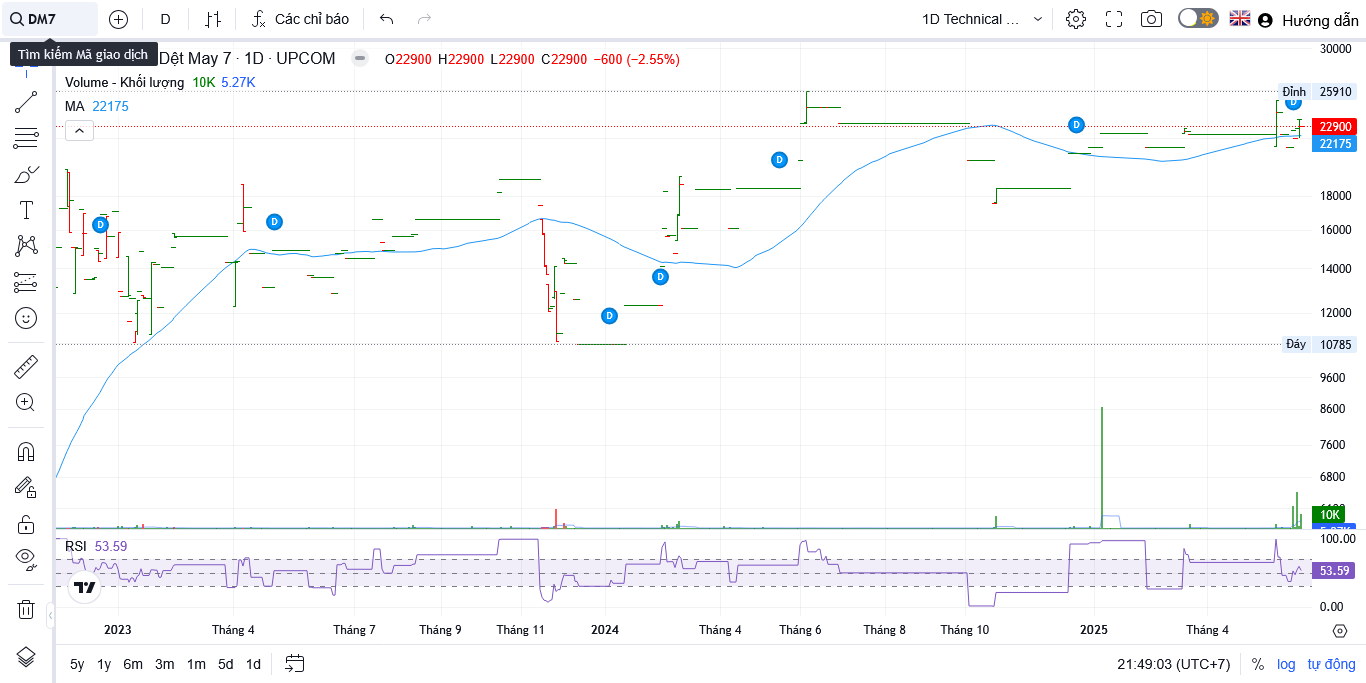 DM7
D
Các chỉ báo
1D Technical ...
Hướng dẫn
Tìm kiếm Mã giao dịch
Dệt May 7 · 1D · UPCOM
O22900 H22900 L22900 C22900 −600 (−2.55%)
Volume - Khối lượng 10K 5.27K
MA 22175
D
D
D
D
D
D
D
30000
Đỉnh 25910
22900
22175
18000
16000
14000
12000
Đáy 10785
9600
8600
7600
6800
10K
RSI 53.59
100.00
53.59
0.00
2023
Tháng 4
Tháng 7
Tháng 9
Tháng 11
2024
Tháng 4
Tháng 6
Tháng 8
Tháng 10
2025
Tháng 4
5y 1y 6m 3m 1m 5d 1d
21:49:03 (UTC+7)
% log tự động